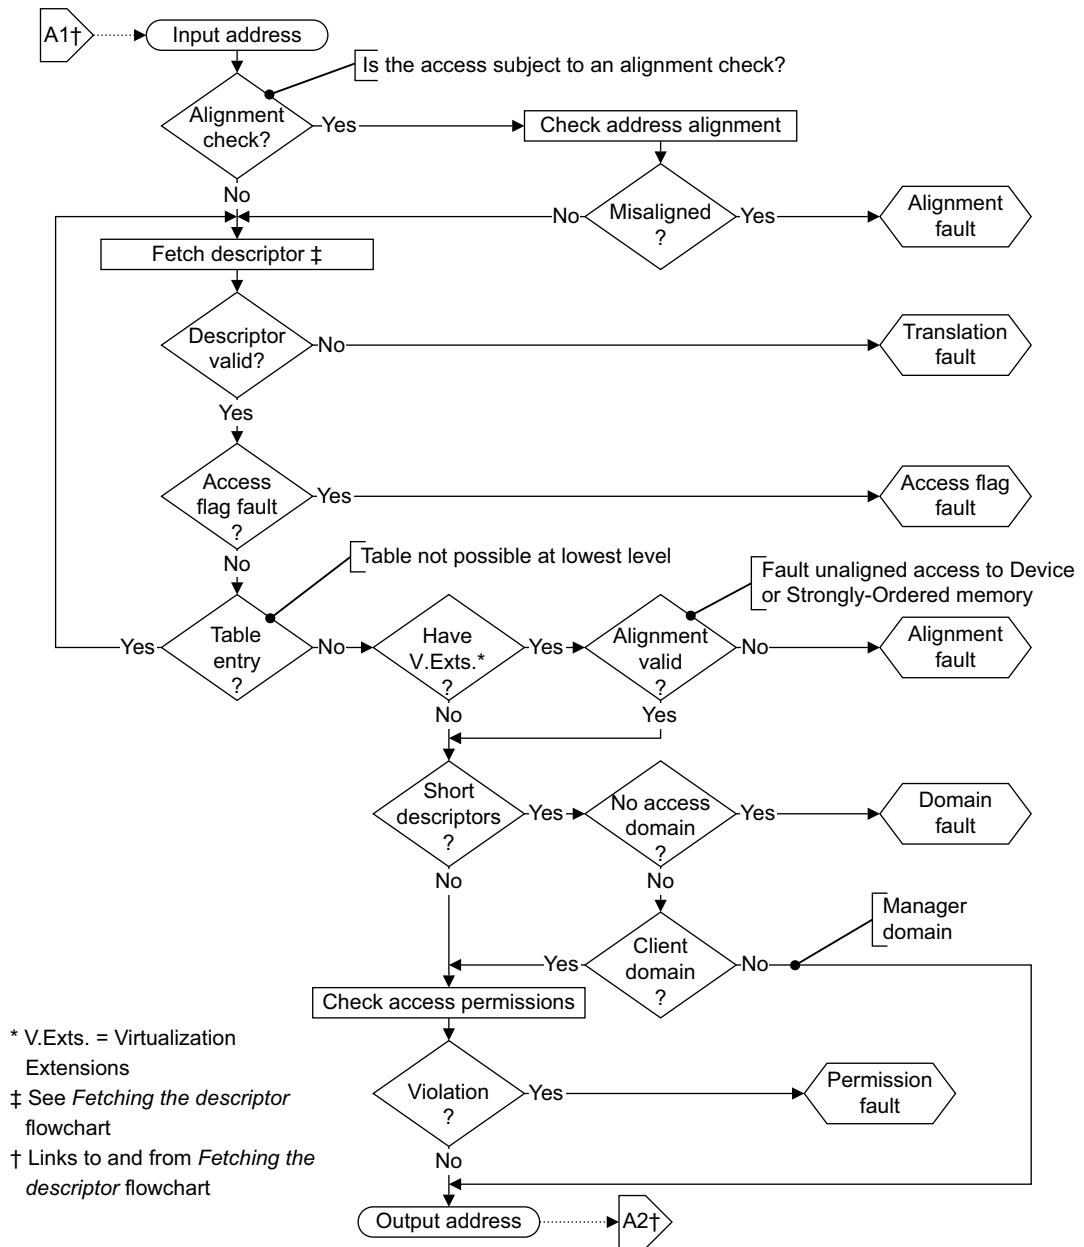 A1†
Input address
Is the access subject to an alignment check?
Alignment
check?
Yes
Check address alignment
No
Misaligned
?
No
Yes
Alignment
fault
Fetch descriptor ‡
Descriptor
valid?
No
Translation
fault
Yes
Access
flag fault
?
Yes
Access flag
fault
No
Table not possible at lowest level
Fault unaligned access to Device
or Strongly-Ordered memory
Yes
Table
entry
?
No
Have
V.Exts.*
?
Yes
Alignment
valid
?
No
Alignment
fault
No
Yes
Short
descriptors
?
Yes
No access
domain
?
Yes
Domain
fault
No
No
Manager
domain
Yes
Client
domain
?
No
Check access permissions
Violation
?
Yes
Permission
fault
No
Output address
A2†
* V.Exts. = Virtualization
Extensions
‡ See Fetching the descriptor
flowchart
† Links to and from Fetching the
descriptor flowchart